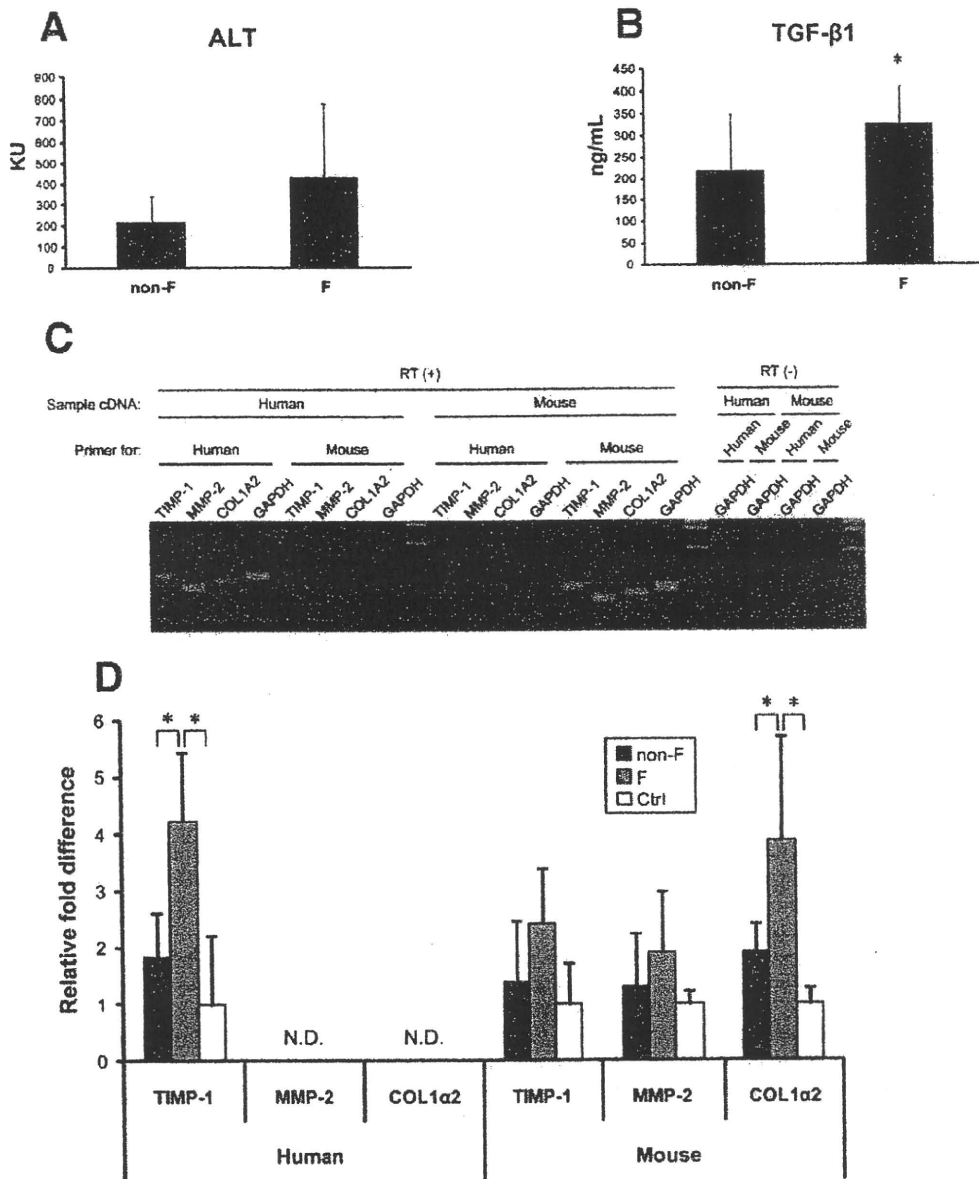 A
ALT
KU
900
800
700
600
500
400
300
200
100
0
non-F
F
B
TGF-β1
*
ng/mL
450
400
350
300
250
200
150
100
50
0
non-F
F
C
RT (+)
RT (-)
Sample cDNA:
Human
Mouse
Human
Mouse
Primer for:
Human
Mouse
Human
Mouse
Human
Mouse
Human
Mouse
TIMP-1
MMP-2
COL1A2
GAPDH
TIMP-1
MMP-2
COL1A2
GAPDH
TIMP-1
MMP-2
COL1A2
GAPDH
TIMP-1
MMP-2
COL1A2
GAPDH
GAPDH
GAPDH
GAPDH
GAPDH
D
Relative fold difference
6
5
4
3
2
1
0
* *
* *
non-F
F
Ctrl
N.D.
N.D.
TIMP-1
MMP-2
COL1α2
TIMP-1
MMP-2
COL1α2
Human
Mouse